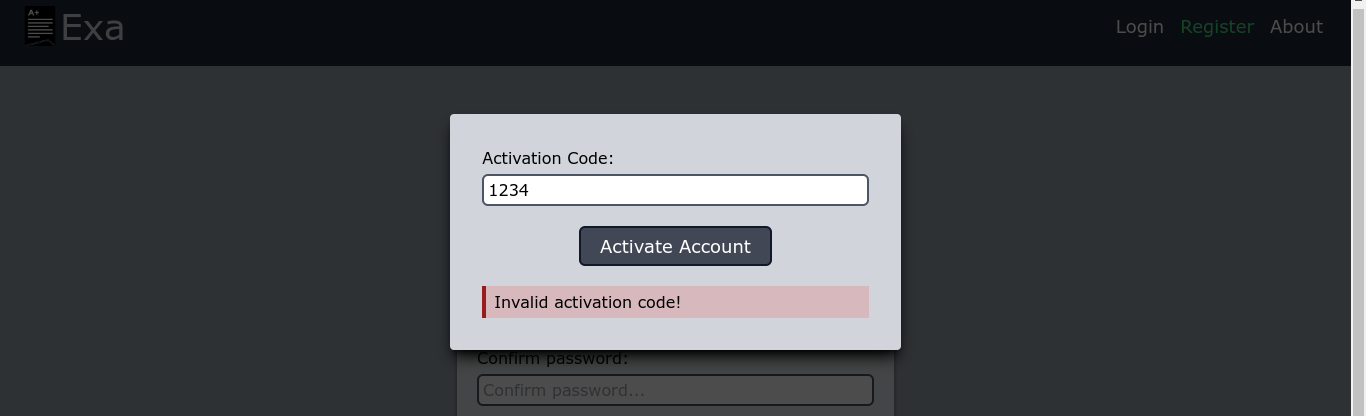 A+
Exa
Login Register About
Activation Code:
1234
Activate Account
Invalid activation code!
Confirm password:
Confirm password...